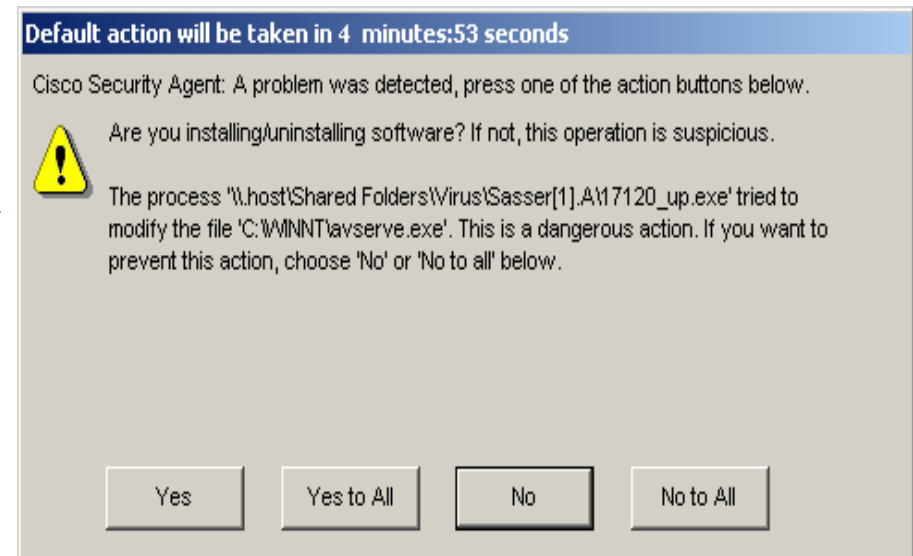 Default action will be taken in 4 minutes:53 seconds
Cisco Security Agent: A problem was detected, press one of the action buttons below.
Are you installing/uninstalling software? If not, this operation is suspicious.
The process '\\.host\Shared Folders\Virus\Sasser[1].A\17120_up.exe' tried to
modify the file 'C:\WINNT\avserve.exe'. This is a dangerous action. If you want to
prevent this action, choose 'No' or 'No to all' below.
Yes
Yes to All
No
No to All